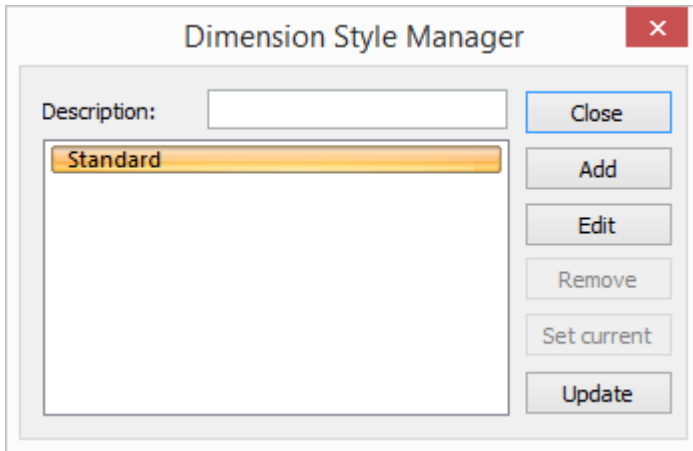 Dimension Style Manager
Description:
Close
Standard
Add
Edit
Remove
Set current
Update